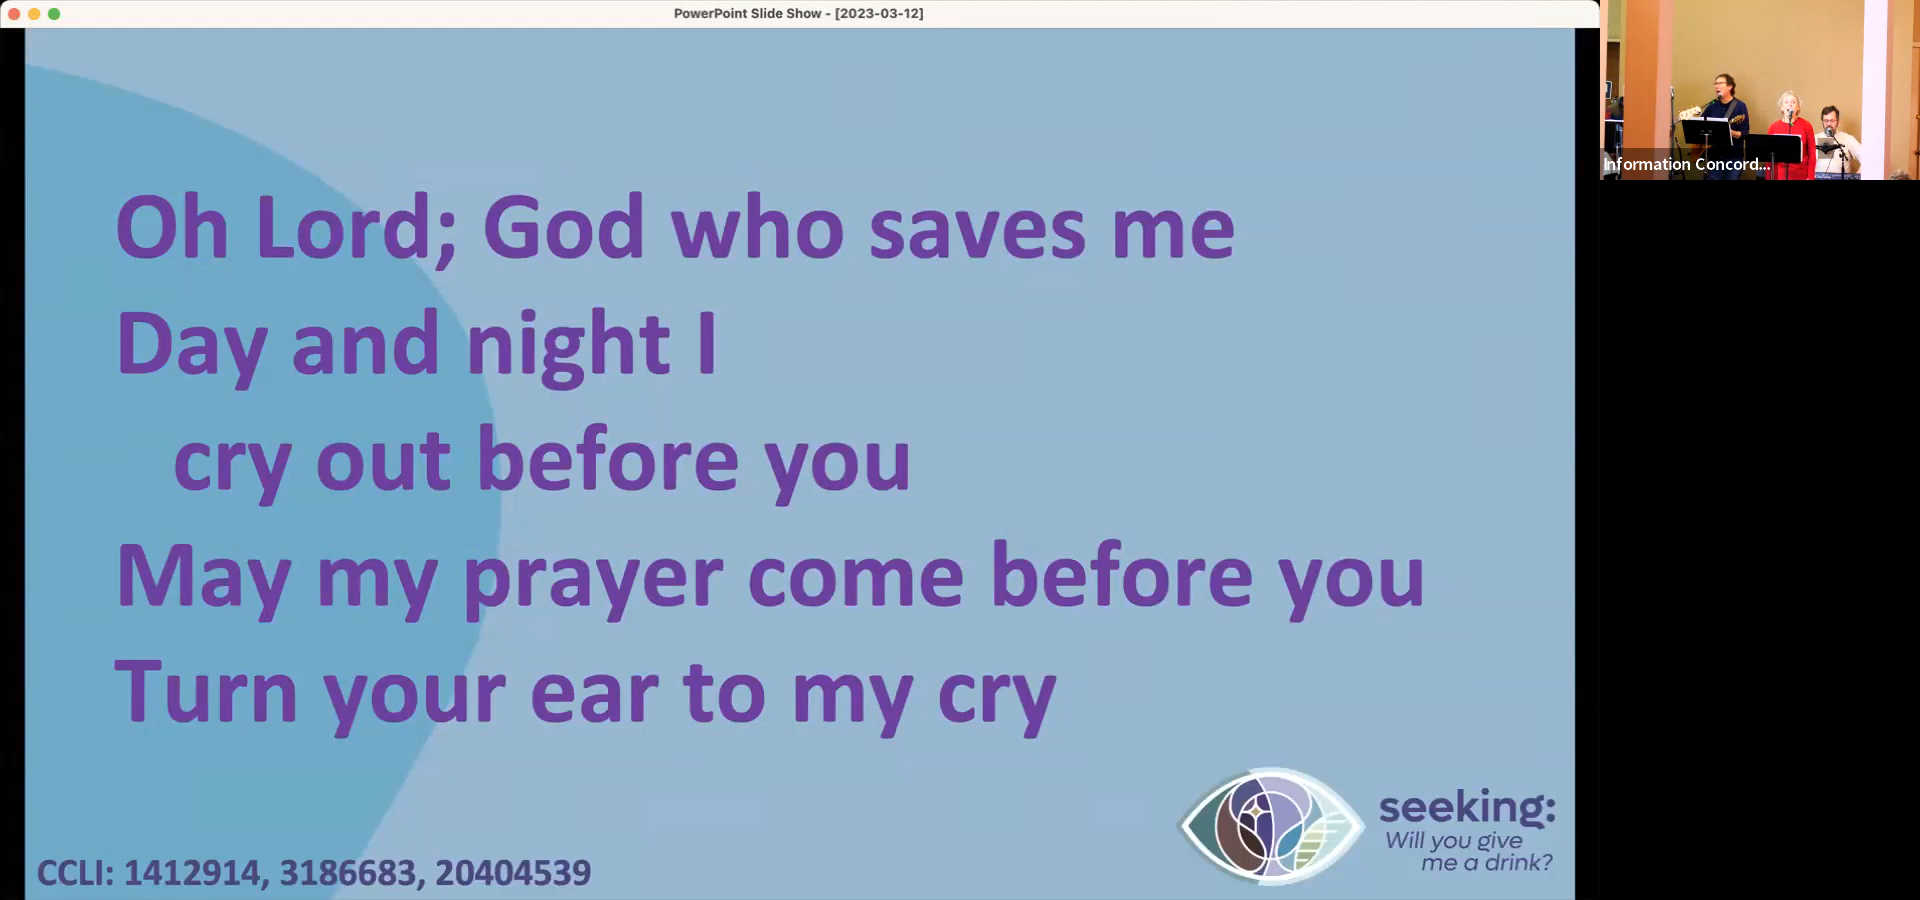 PowerPoint Slide Show - [2023-03-12]
Information Concord...
Oh Lord; God who saves me
Day and night I
cry out before you
May my prayer come before you
Turn your ear to my cry
seeking:
Will you give
me a drink?
CCLI: 1412914, 3186683, 20404539